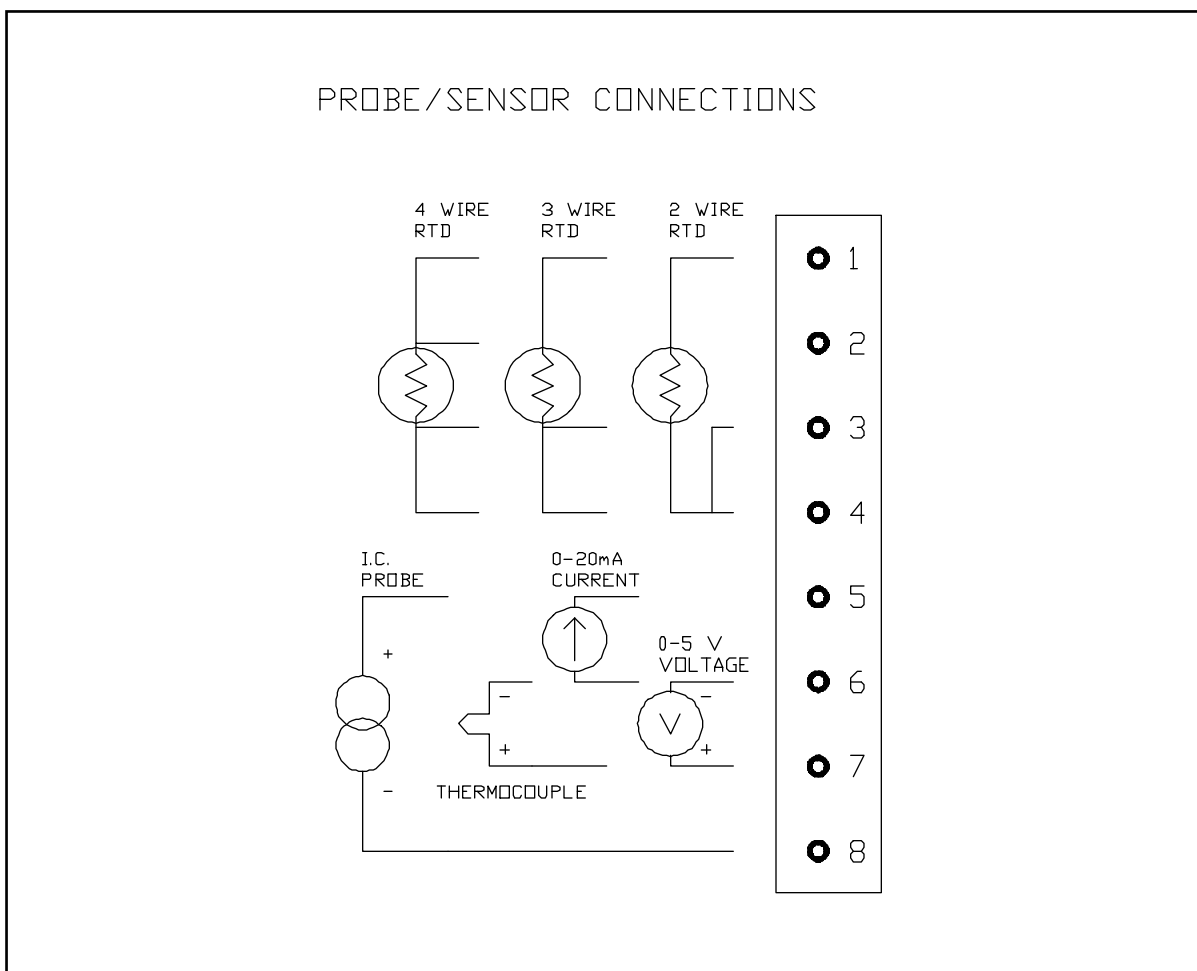 PROBE/SENSOR CONNECTIONS
4 WIRE
RTD
3 WIRE
RTD
2 WIRE
RTD
1
2
3
4
I.C.
PROBE
0-20mA
CURRENT
5
+
0-5 V
VOLTAGE
6
-
-
V
+
+
7
-
THERMOCOUPLE
8